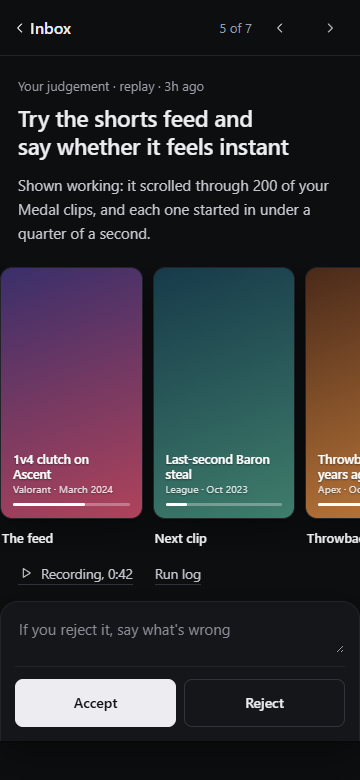 Inbox
5 of 7
Your judgement · replay · 3h ago
Try the shorts feed and
say whether it feels instant
Shown working: it scrolled through 200 of your
Medal clips, and each one started in under a
quarter of a second.
1v4 clutch on
Ascent
Valorant · March 2024
The feed
Last-second Baron
steal
League · Oct 2023
Next clip
years
Apex ·
Recording, 0:42
Run log
If you reject it, say what's wrong
Accept
Reject